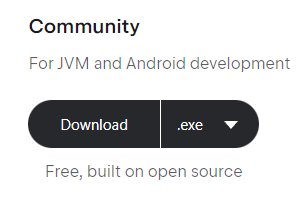 Community
For JVM and Android development
Download .exe
Free, built on open source